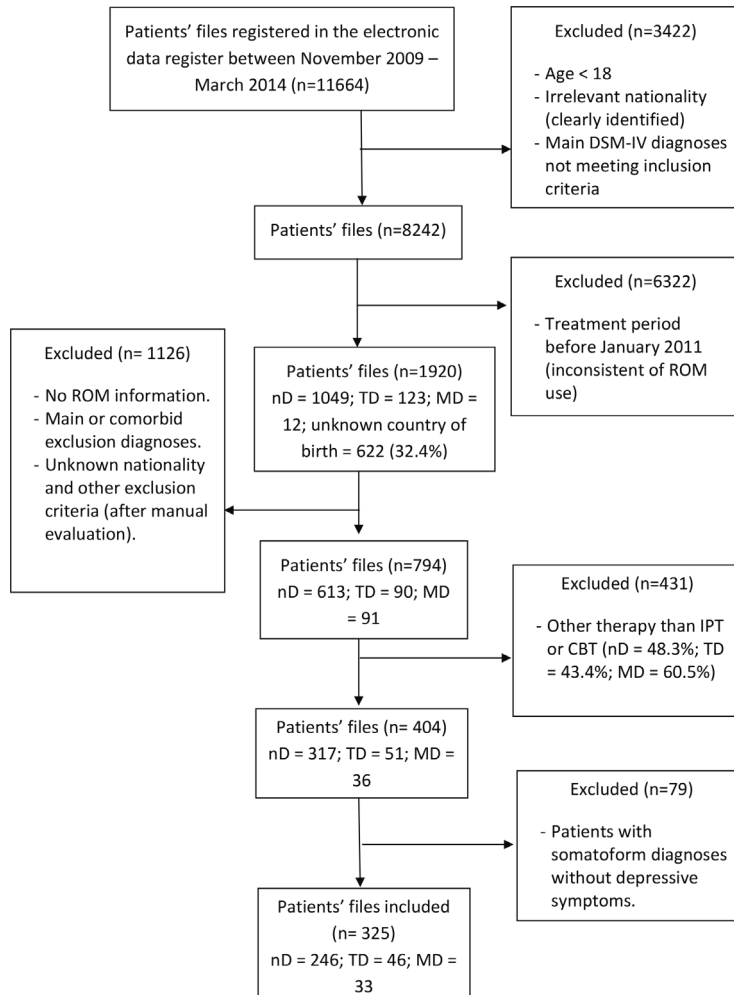 Patients’ files registered in the electronic
data register between November 2009 –
March 2014 (n=11664)
Excluded (n=3422)
- Age < 18
- Irrelevant nationality
(clearly identified)
- Main DSM-IV diagnoses
not meeting inclusion
criteria
Patients’ files (n=8242)
Excluded (n=6322)
- Treatment period
before January 2011
(inconsistent of ROM
use)
Patients’ files (n=1920)
nD = 1049; TD = 123; MD =
12; unknown country of
birth = 622 (32.4%)
Excluded (n= 1126)
- No ROM information.
- Main or comorbid
exclusion diagnoses.
- Unknown nationality
and other exclusion
criteria (after manual
evaluation).
Patients’ files (n=794)
nD = 613; TD = 90; MD
= 91
Excluded (n=431)
- Other therapy than IPT
or CBT (nD = 48.3%; TD
= 43.4%; MD = 60.5%)
Patients’ files (n= 404)
nD = 317; TD = 51; MD =
36
Excluded (n=79)
- Patients with
somatoform diagnoses
without depressive
symptoms.
Patients’ files included
(n= 325)
nD = 246; TD = 46; MD =
33